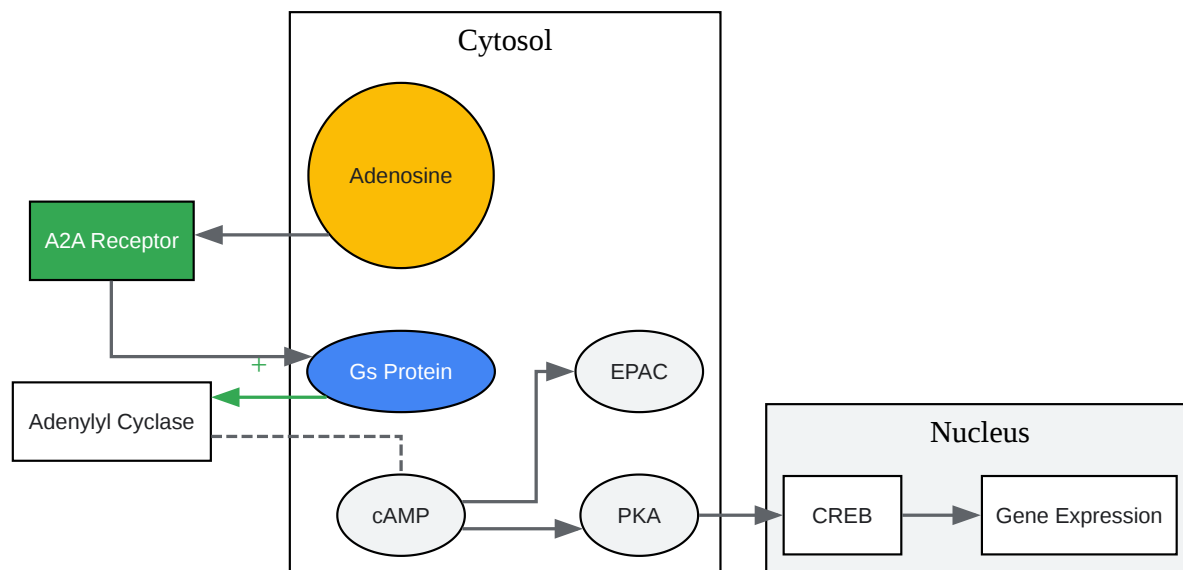 Cytosol
Adenosine
A2A Receptor
+
Gs Protein
EPAC
Adenylyl Cyclase
Nucleus
cAMP
PKA
CREB
Gene Expression